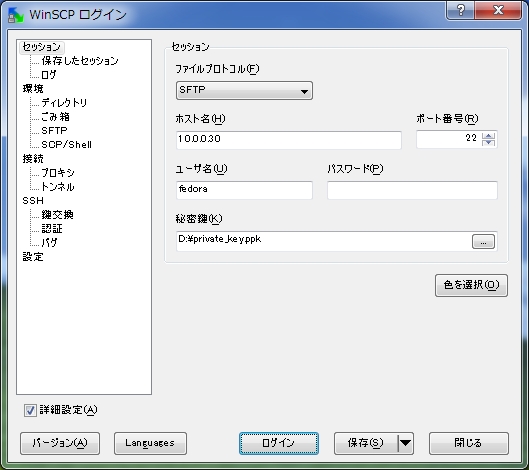 WinSCP ログイン
セッション
保存したセッション
ログ
環境
ディレクトリ
ごみ箱
SFTP
SCP/Shell
接続
プロキシ
トンネル
SSH
鍵交換
認証
バグ
設定
セッション
ファイルプロトコル(F)
SFTP
ホスト名(H)
ポート番号(R)
10.0.0.30
22
ユーザ名(U)
パスワード(P)
fedora
秘密鍵(K)
D:¥private_key.ppk
...
色を選択(O)
詳細設定(A)
バージョン(A)
Languages
ログイン
保存(S)
閉じる